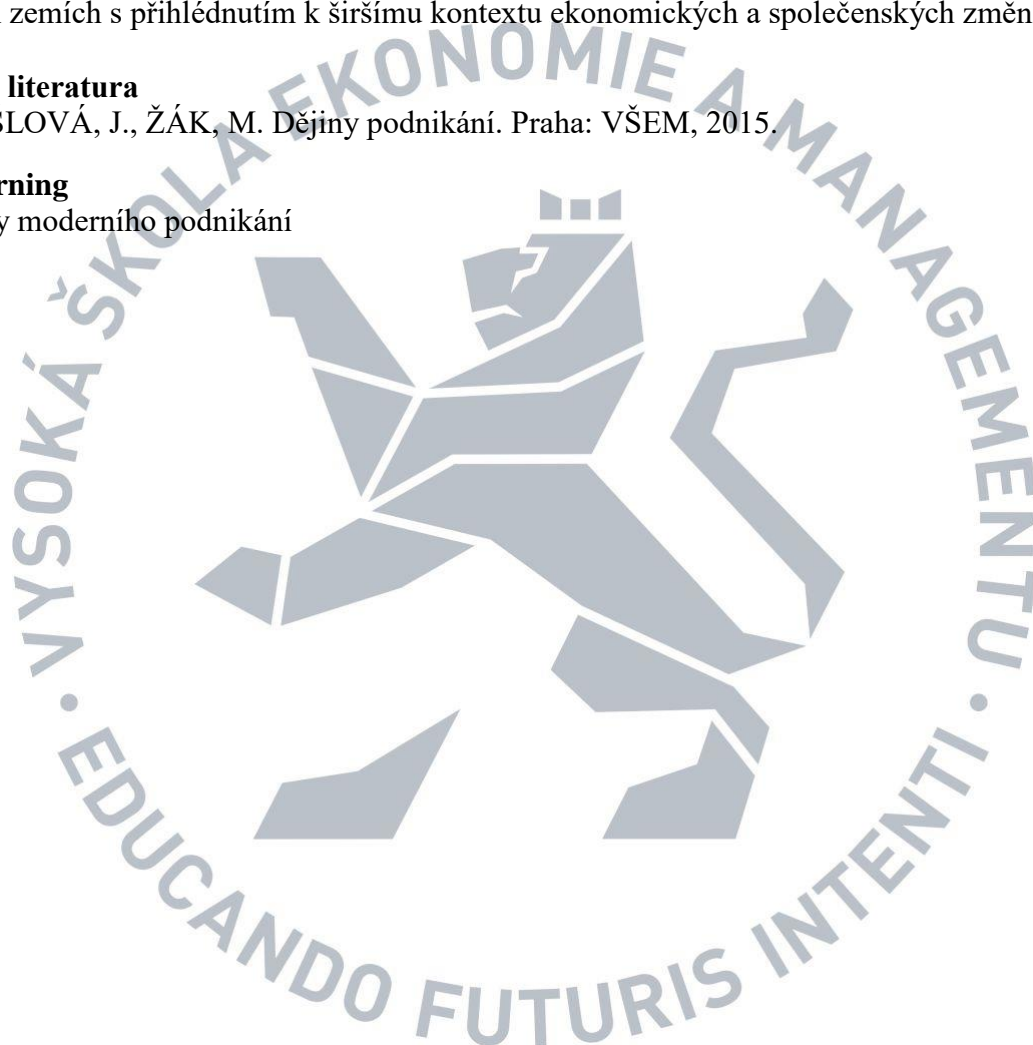 zemích s přihlédnutím k širšímu kontextu ekonomických a společenských změn
literatura
SLOVÁ, J., ŽÁK, M. Dějiny podnikání. Praha: VŠEM, 2015.
rning
y moderního podnikání
VYSOKÁ ŠKOLA EKONOMIE A MANAGEMENTU
• EDUCANDO FUTURIS INTENTI •